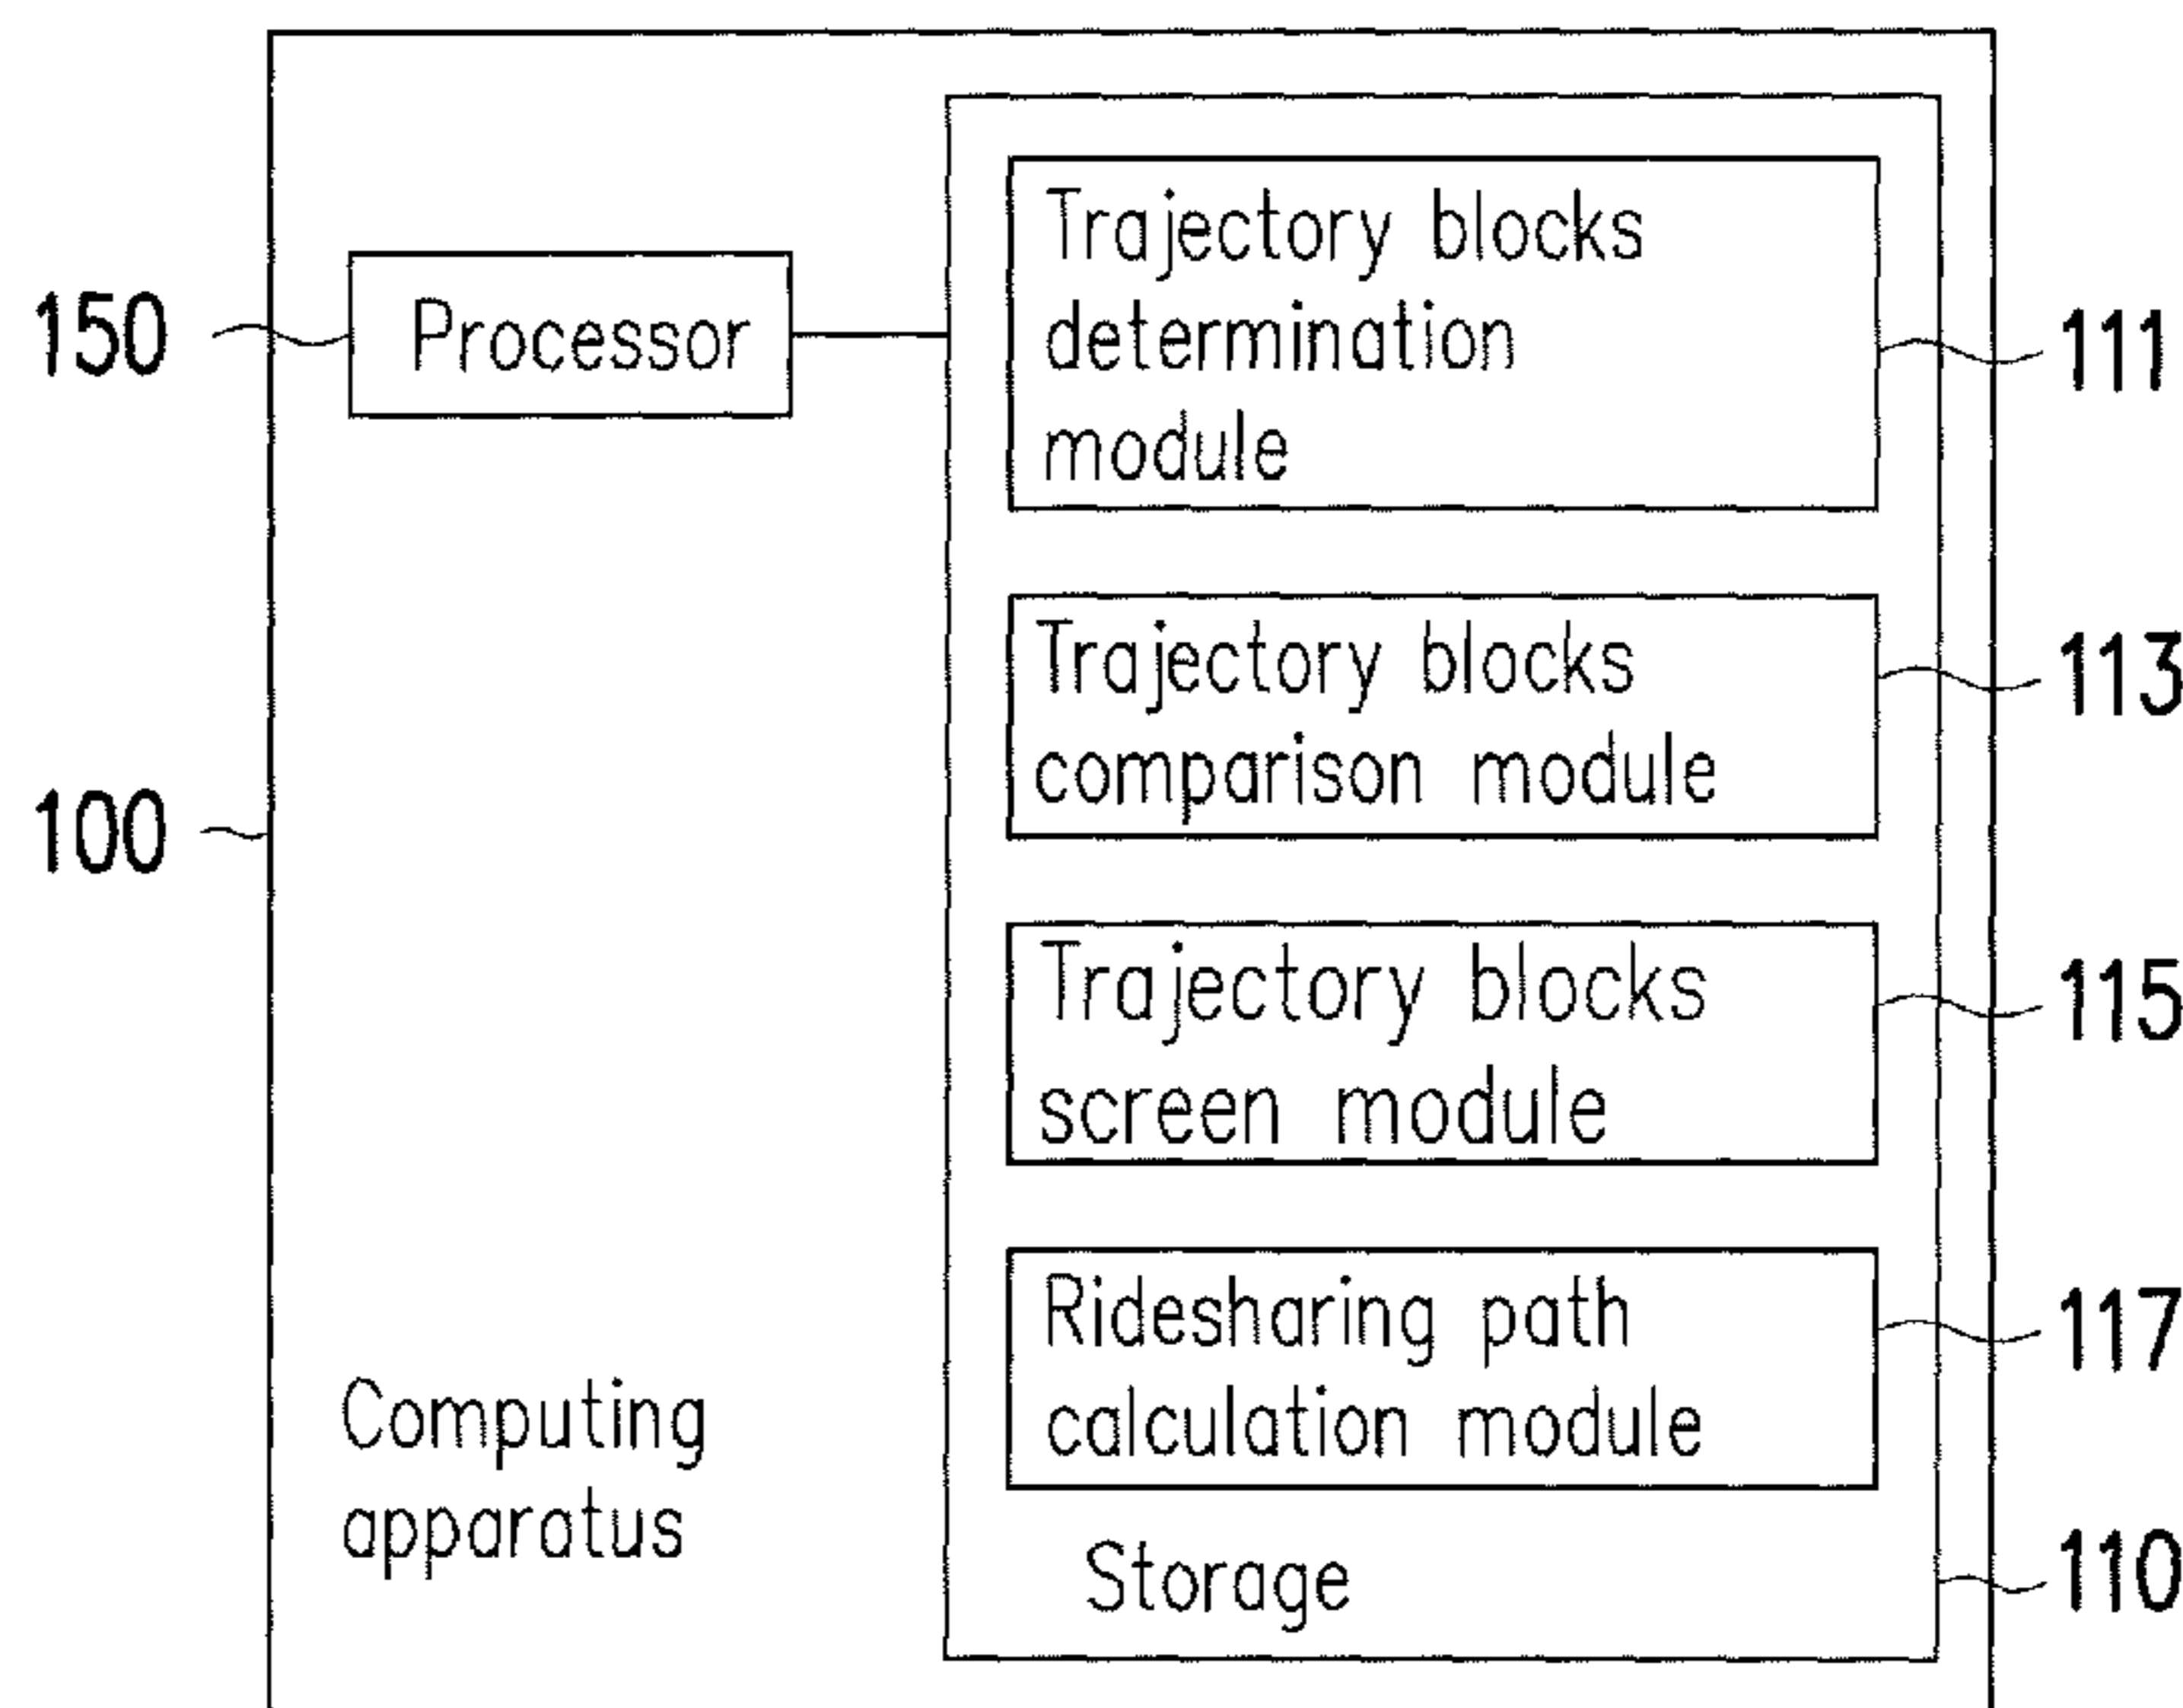 Trajectory blocks
determination
module
111
150
Processor
Trajectory blocks
comparison module
113
100
Trajectory blocks
screen module
115
Ridesharing path
calculation module
117
Computing
apparatus
Storage
110